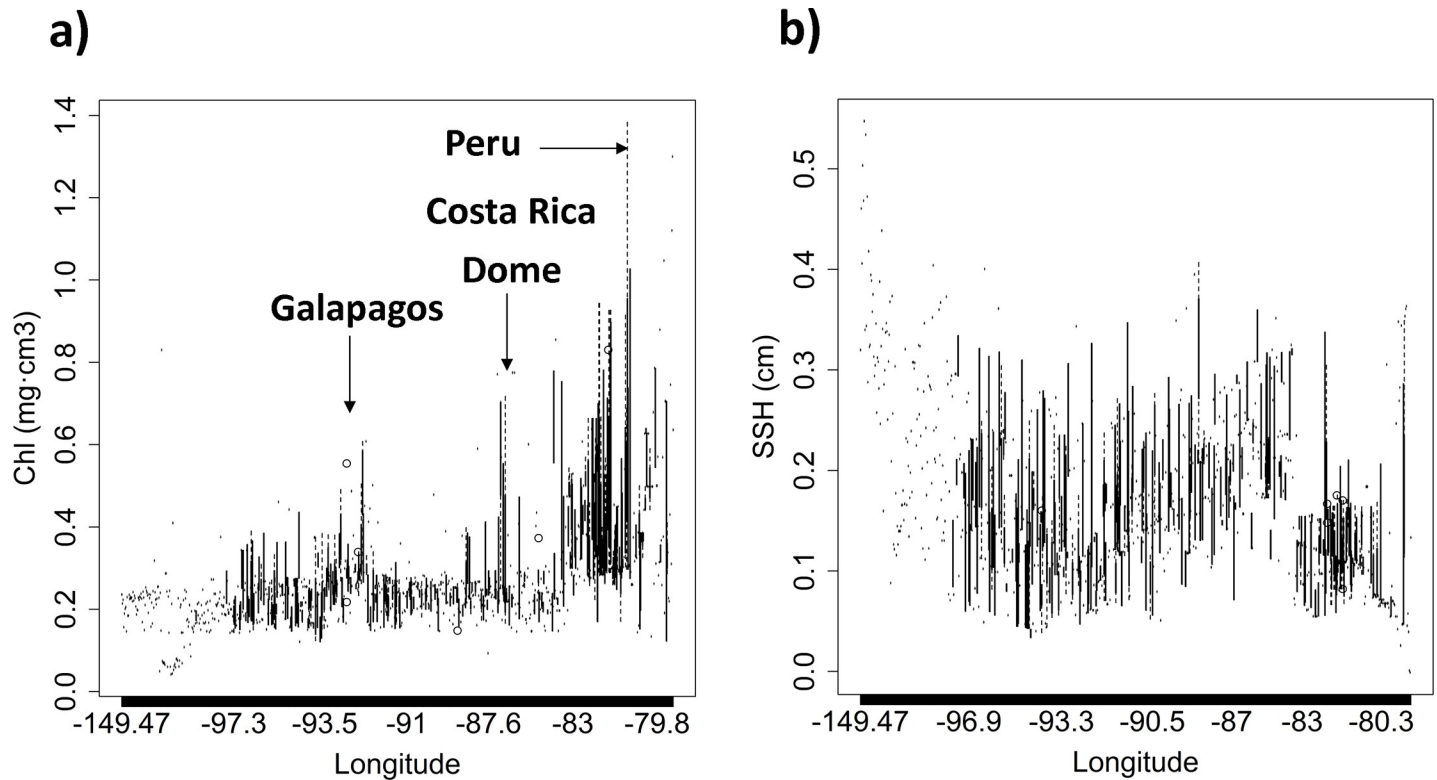 a)
Chl (mg·cm3)
1.4
1.2
1.0
0.8
0.6
0.4
0.2
0.0
Peru
Costa Rica
Dome
Galapagos
-149.47 -97.3 -93.5 -91 -87.6 -83 -79.8
Longitude
b)
SSH (cm)
0.5
0.4
0.3
0.2
0.1
0.0
-149.47 -96.9 -93.3 -90.5 -87 -83 -80.3
Longitude